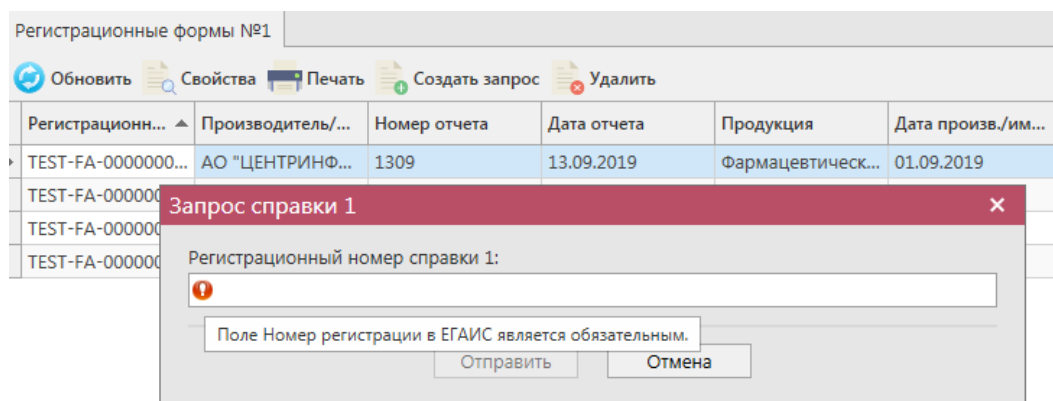 Регистрационные формы №1
Обновить Свойства Печать Создать запрос Удалить
Регистрационн... Производитель/... Номер отчета Дата отчета Продукция Дата произв./им...
TEST-FA-0000000... АО "ЦЕНТРИНФ... 1309 13.09.2019 Фармацевтическ... 01.09.2019
TEST-FA-000000
TEST-FA-000000
TEST-FA-000000
Запрос справки 1
Регистрационный номер справки 1:
Поле Номер регистрации в ЕГАИС является обязательным.
Отправить Отмена